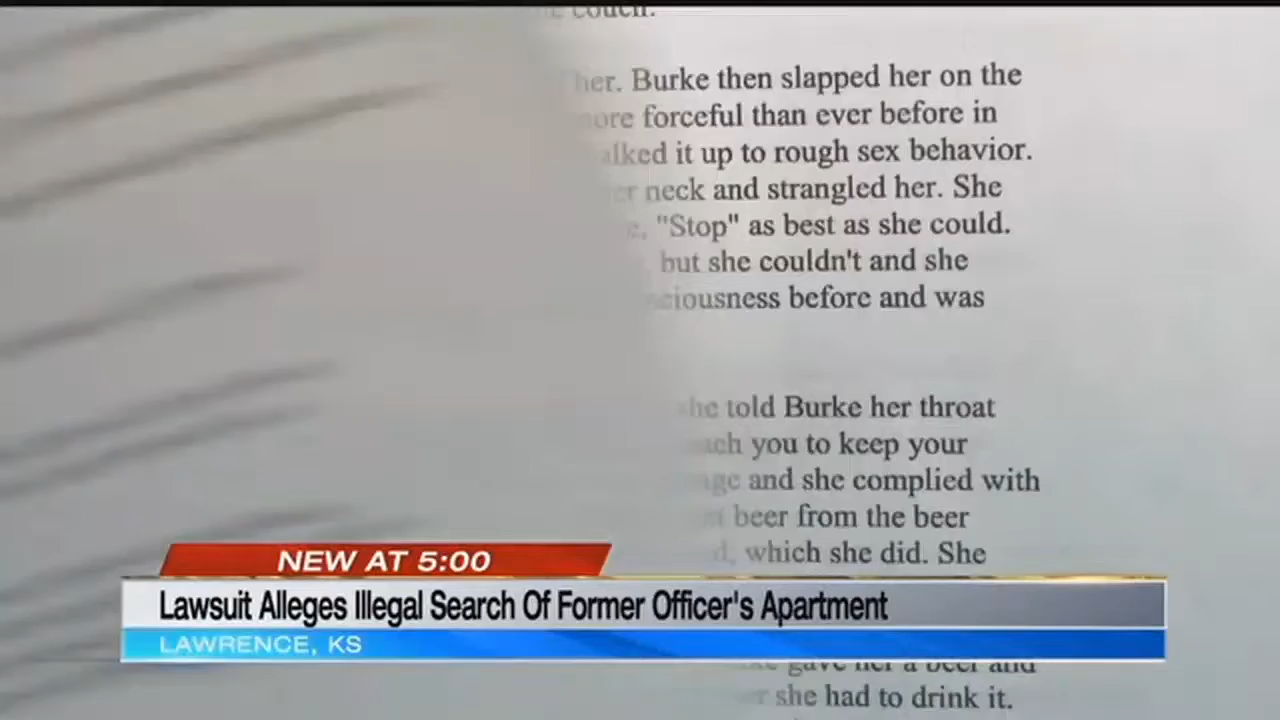 couch.
her. Burke then slapped her on the
more forceful than ever before in
alked it up to rough sex behavior.
er neck and strangled her. She
"Stop" as best as she could.
but she couldn't and she
ciousness before and was
she told Burke her throat
ach you to keep your
and she complied with
beer from the beer
which she did. She
NEW AT 5:00
Lawsuit Alleges Illegal Search Of Former Officer's Apartment
LAWRENCE, KS
gave her a beer and
she had to drink it.